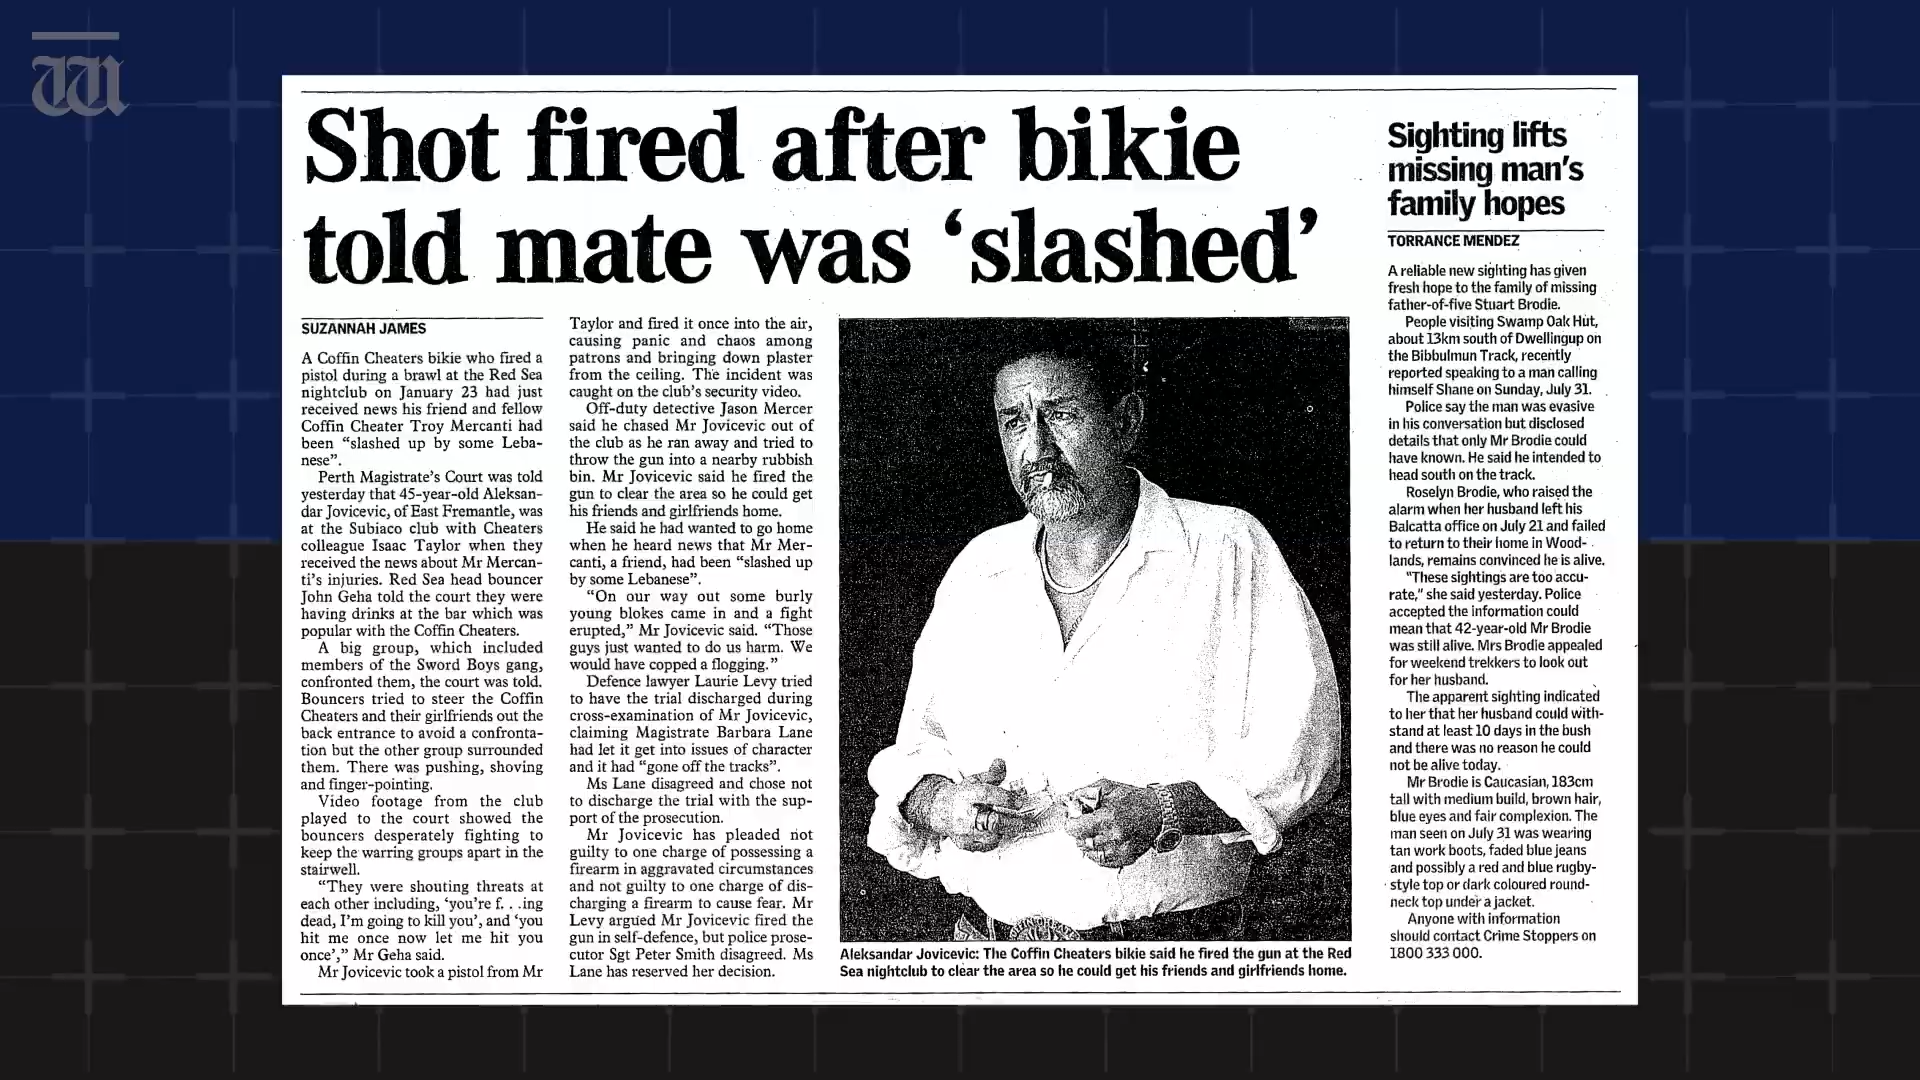 W
Shot fired after bikie
told mate was ‘slashed’
SUZANNAH JAMES
A Coffin Cheaters bikie who fired a
pistol during a brawl at the Red Sea
nightclub on January 23 had just
received news his friend and fellow
Coffin Cheater Troy Mercanti had
been “slashed up by some Leba-
nese”.
Perth Magistrate’s Court was told
yesterday that 45-year-old Aleksan-
dar Jovicevic, of East Fremantle, was
at the Subiaco club with Cheaters
colleague Isaac Taylor when they
received the news about Mr Mercan-
ti’s injuries. Red Sea head bouncer
John Geha told the court they were
having drinks at the bar which was
popular with the Coffin Cheaters.
A big group, which included
members of the Sword Boys gang,
confronted them, the court was told.
Bouncers tried to steer the Coffin
Cheaters and their girlfriends out the
back entrance to avoid a confronta-
tion but the other group surrounded
them. There was pushing, shoving
and finger-pointing.
Video footage from the club
played to the court showed the
bouncers desperately fighting to
keep the warring groups apart in the
stairwell.
“They were shouting threats at
each other including, ‘you’re f. . .ing
dead, I’m going to kill you’, and ‘you
hit me once now let me hit you
once’,” Mr Geha said.
Mr Jovicevic took a pistol from Mr
Taylor and fired it once into the air,
causing panic and chaos among
patrons and bringing down plaster
from the ceiling. The incident was
caught on the club’s security video.
Off-duty detective Jason Mercer
said he chased Mr Jovicevic out of
the club as he ran away and tried to
throw the gun into a nearby rubbish
bin. Mr Jovicevic said he fired the
gun to clear the area so he could get
his friends and girlfriends home.
He said he had wanted to go home
when he heard news that Mr Mer-
canti, a friend, had been “slashed up
by some Lebanese”.
“On our way out some burly
young blokes came in and a fight
erupted,” Mr Jovicevic said. “Those
guys just wanted to do us harm. We
would have copped a flogging.”
Defence lawyer Laurie Levy tried
to have the trial discharged during
cross-examination of Mr Jovicevic,
claiming Magistrate Barbara Lane
had let it get into issues of character
and it had “gone off the tracks”.
Ms Lane disagreed and chose not
to discharge the trial with the sup-
port of the prosecution.
Mr Jovicevic has pleaded not
guilty to one charge of possessing a
firearm in aggravated circumstances
and not guilty to one charge of dis-
charging a firearm to cause fear. Mr
Levy argued Mr Jovicevic fired the
gun in self-defence, but police prose-
cutor Sgt Peter Smith disagreed. Ms
Lane has reserved her decision.
Aleksandar Jovicevic: The Coffin Cheaters bikie said he fired the gun at the Red
Sea nightclub to clear the area so he could get his friends and girlfriends home.
Sighting lifts
missing man’s
family hopes
TORRANCE MENDEZ
A reliable new sighting has given
fresh hope to the family of missing
father-of-five Stuart Brodie.
People visiting Swamp Oak Hut,
about 13km south of Dwellingup on
the Bibbulmun Track, recently
reported speaking to a man calling
himself Shane on Sunday, July 31.
Police say the man was evasive
in his conversation but disclosed
details that only Mr Brodie could
have known. He said he intended to
head south on the track.
Roselyn Brodie, who raised the
alarm when her husband left his
Balcatta office on July 21 and failed
to return to their home in Wood-
lands, remains convinced he is alive.
“These sightings are too accu-
rate,” she said yesterday. Police
accepted the information could
mean that 42-year-old Mr Brodie
was still alive. Mrs Brodie appealed
for weekend trekkers to look out
for her husband.
The apparent sighting indicated
to her that her husband could with-
stand at least 10 days in the bush
and there was no reason he could
not be alive today.
Mr Brodie is Caucasian, 183cm
tall with medium build, brown hair,
blue eyes and fair complexion. The
man seen on July 31 was wearing
tan work boots, faded blue jeans
and possibly a red and blue rugby-
style top or dark coloured round-
neck top under a jacket.
Anyone with information
should contact Crime Stoppers on
1800 333 000.